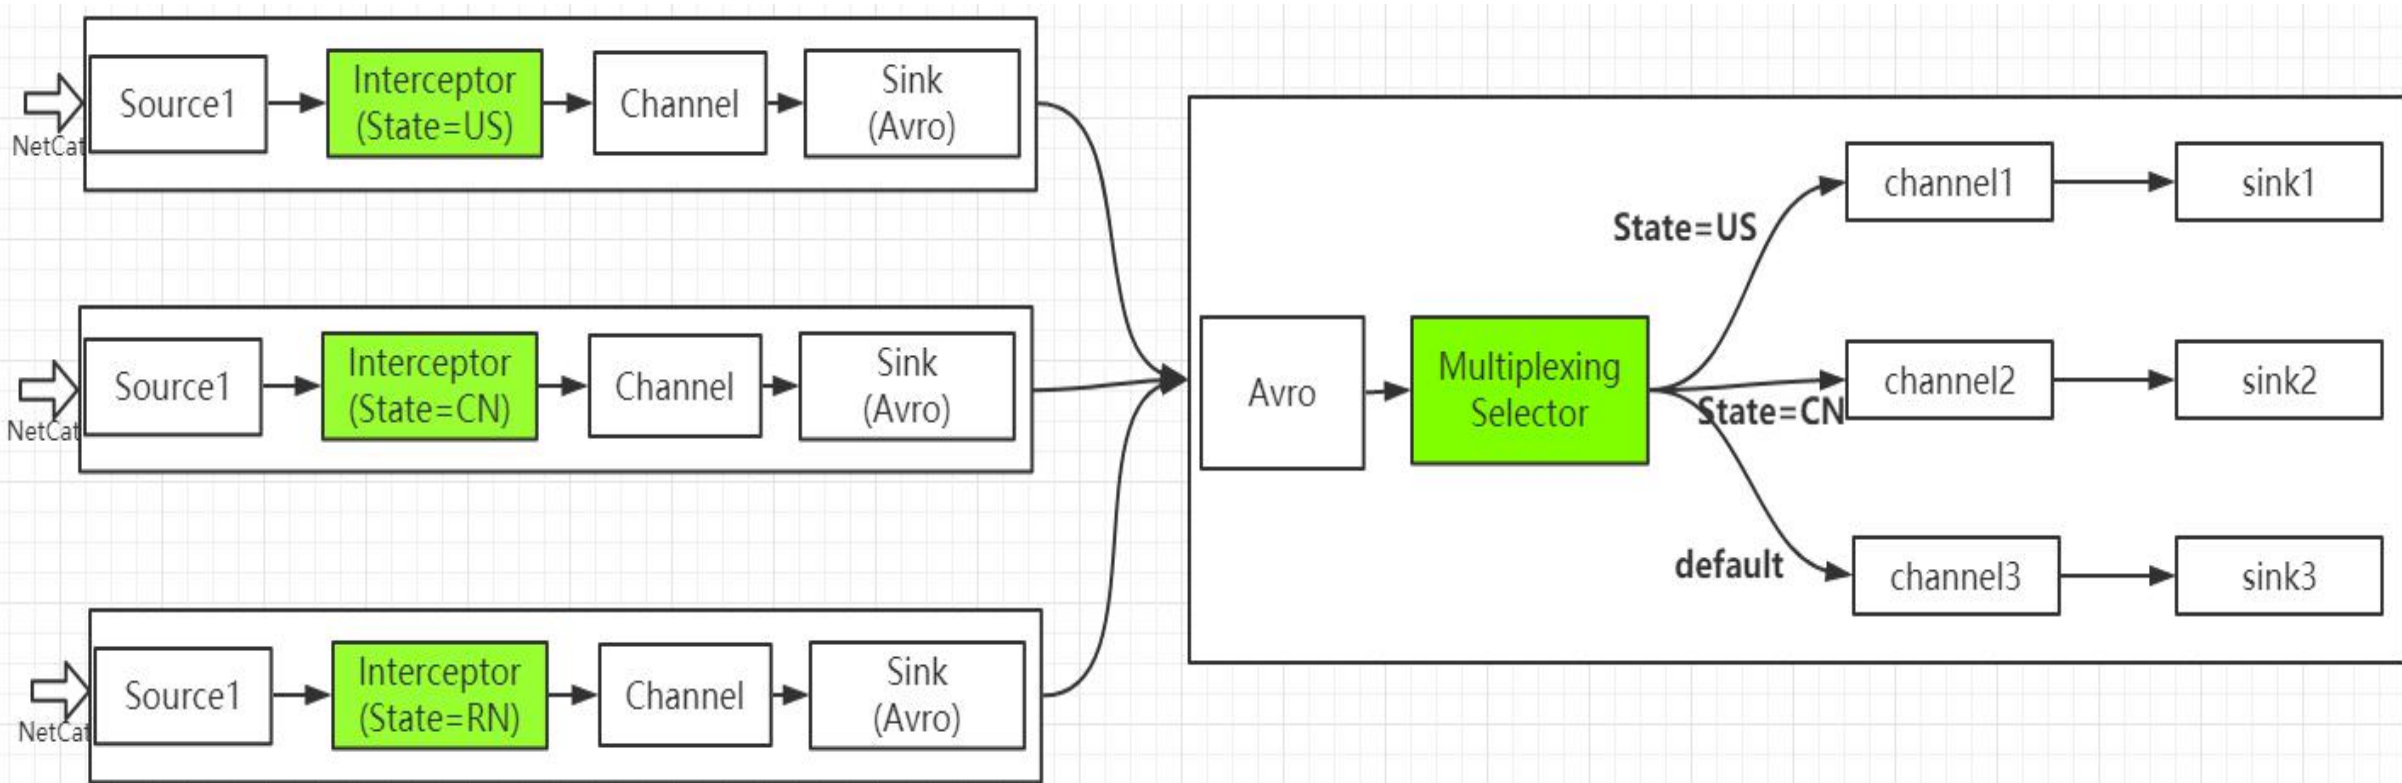 NetCat
Source1
Interceptor
(State=US)
Channel
Sink
(Avro)
NetCat
Source1
Interceptor
(State=CN)
Channel
Sink
(Avro)
NetCat
Source1
Interceptor
(State=RN)
Channel
Sink
(Avro)
Avro
Multiplexing
Selector
State=US
channel1
sink1
State=CN
channel2
sink2
default
channel3
sink3